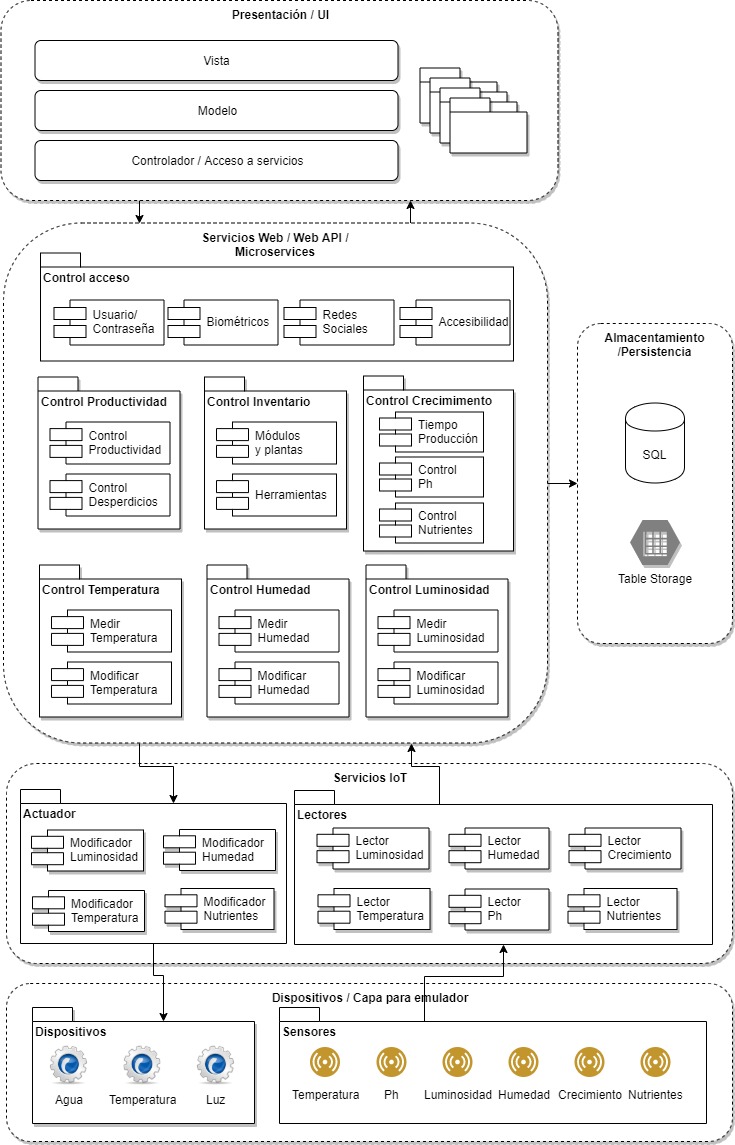 Presentación / UI
Vista
Modelo
Controlador / Acceso a servicios
Servicios Web / Web API /
Microservices
Control acceso
Usuario/
Contraseña
Biométricos
Redes
Sociales
Accesibilidad
Control Productividad
Control
Productividad
Control
Desperdicios
Control Inventario
Módulos
y plantas
Herramientas
Control Crecimimento
Tiempo
Producción
Control
Ph
Control
Nutrientes
Control Temperatura
Medir
Temperatura
Modificar
Temperatura
Control Humedad
Medir
Humedad
Modificar
Humedad
Control Luminosidad
Medir
Luminosidad
Modificar
Luminosidad
Almacentamiento
/Persistencia
SQL
Table Storage
Servicios IoT
Actuador
Modificador
Luminosidad
Modificador
Humedad
Modificador
Temperatura
Modificador
Nutrientes
Lectores
Lector
Luminosidad
Lector
Humedad
Lector
Crecimiento
Lector
Temperatura
Lector
Ph
Lector
Nutrientes
Dispositivos / Capa para emulador
Dispositivos
Agua
Temperatura
Luz
Sensores
Temperatura
Ph
Luminosidad
Humedad
Crecimiento
Nutrientes